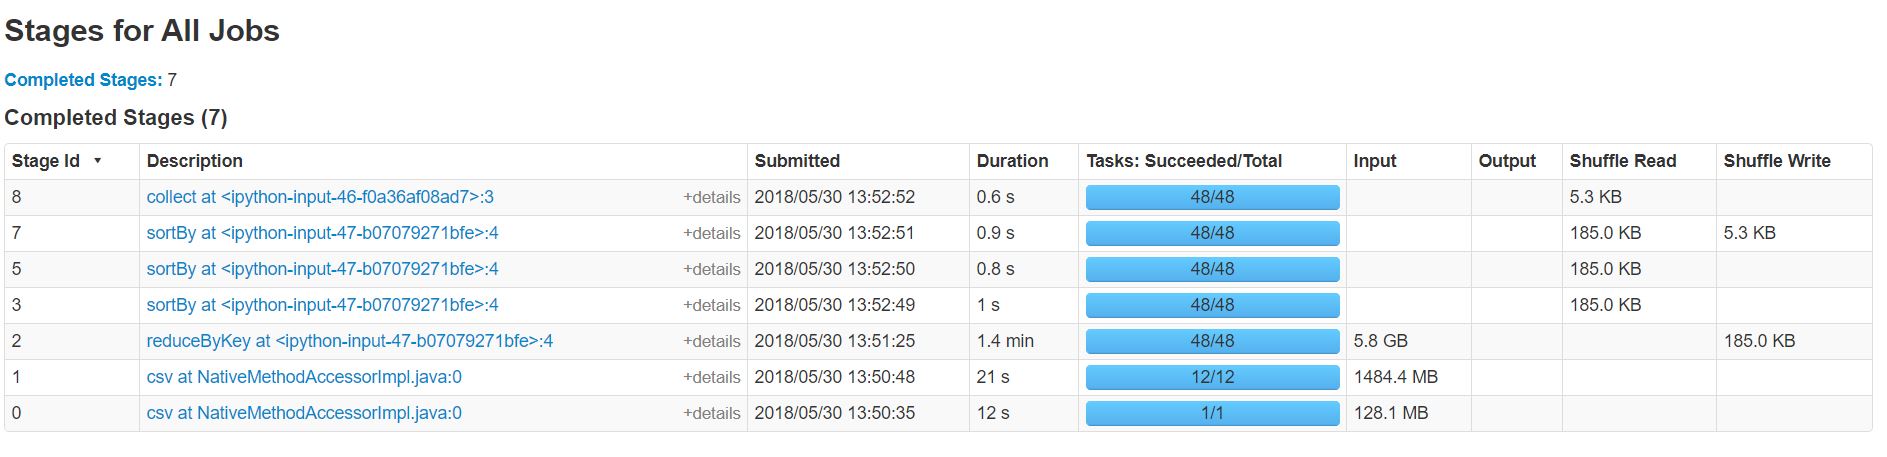 Stages for All Jobs
Completed Stages: 7
Completed Stages (7)
Stage Id ▾ Description Submitted Duration Tasks: Succeeded/Total Input Output Shuffle Read Shuffle Write
8 collect at <ipython-input-46-f0a36af08ad7>:3 +details 2018/05/30 13:52:52 0.6 s 48/48 5.3 KB
7 sortBy at <ipython-input-47-b07079271bfe>:4 +details 2018/05/30 13:52:51 0.9 s 48/48 185.0 KB 5.3 KB
5 sortBy at <ipython-input-47-b07079271bfe>:4 +details 2018/05/30 13:52:50 0.8 s 48/48 185.0 KB
3 sortBy at <ipython-input-47-b07079271bfe>:4 +details 2018/05/30 13:52:49 1 s 48/48 185.0 KB
2 reduceByKey at <ipython-input-47-b07079271bfe>:4 +details 2018/05/30 13:51:25 1.4 min 48/48 5.8 GB 185.0 KB
1 csv at NativeMethodAccessorImpl.java:0 +details 2018/05/30 13:50:48 21 s 12/12 1484.4 MB
0 csv at NativeMethodAccessorImpl.java:0 +details 2018/05/30 13:50:35 12 s 1/1 128.1 MB